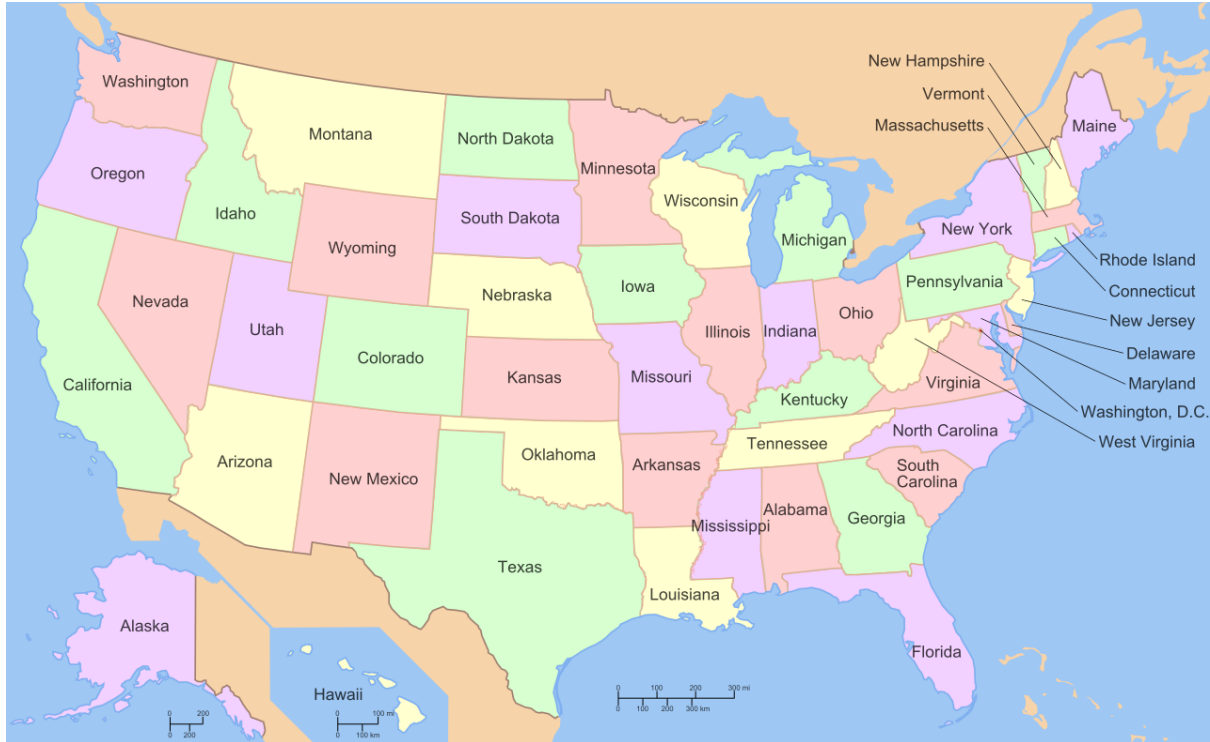 New Hampshire
Vermont
Massachusetts
Washington
Montana
North Dakota
Minnesota
Maine
Oregon
Idaho
Wyoming
South Dakota
Wisconsin
Michigan
New York
Rhode Island
Connecticut
New Jersey
Delaware
Maryland
Washington, D.C.
West Virginia
Nevada
Utah
Colorado
Nebraska
Iowa
Illinois
Indiana
Ohio
Pennsylvania
California
Kansas
Missouri
Kentucky
Virginia
Arizona
New Mexico
Oklahoma
Arkansas
Tennessee
North Carolina
South
Carolina
Texas
Louisiana
Mississippi
Alabama
Georgia
Florida
Alaska
Hawaii
0 200
0 200
0 100 mi
0 100 km
0 100 200 300 mi
0 100 200 300 km